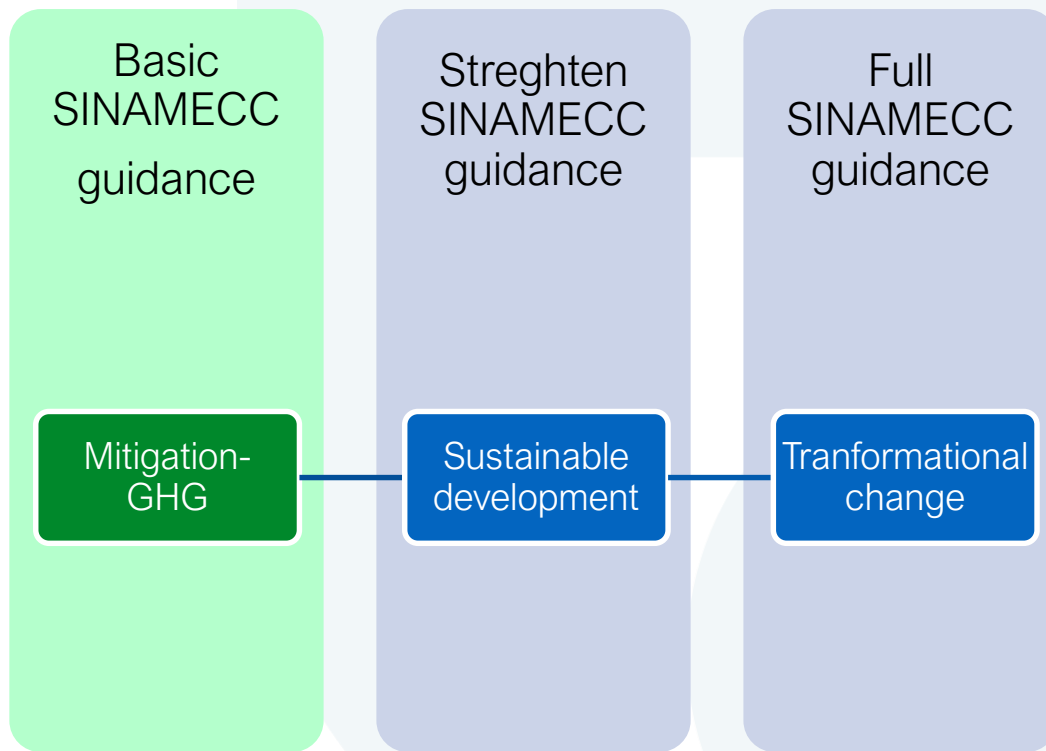 Basic
SINAMECC
guidance
Streghten
SINAMECC
guidance
Full
SINAMECC
guidance
Mitigation-
GHG
Sustainable
development
Tranformational
change